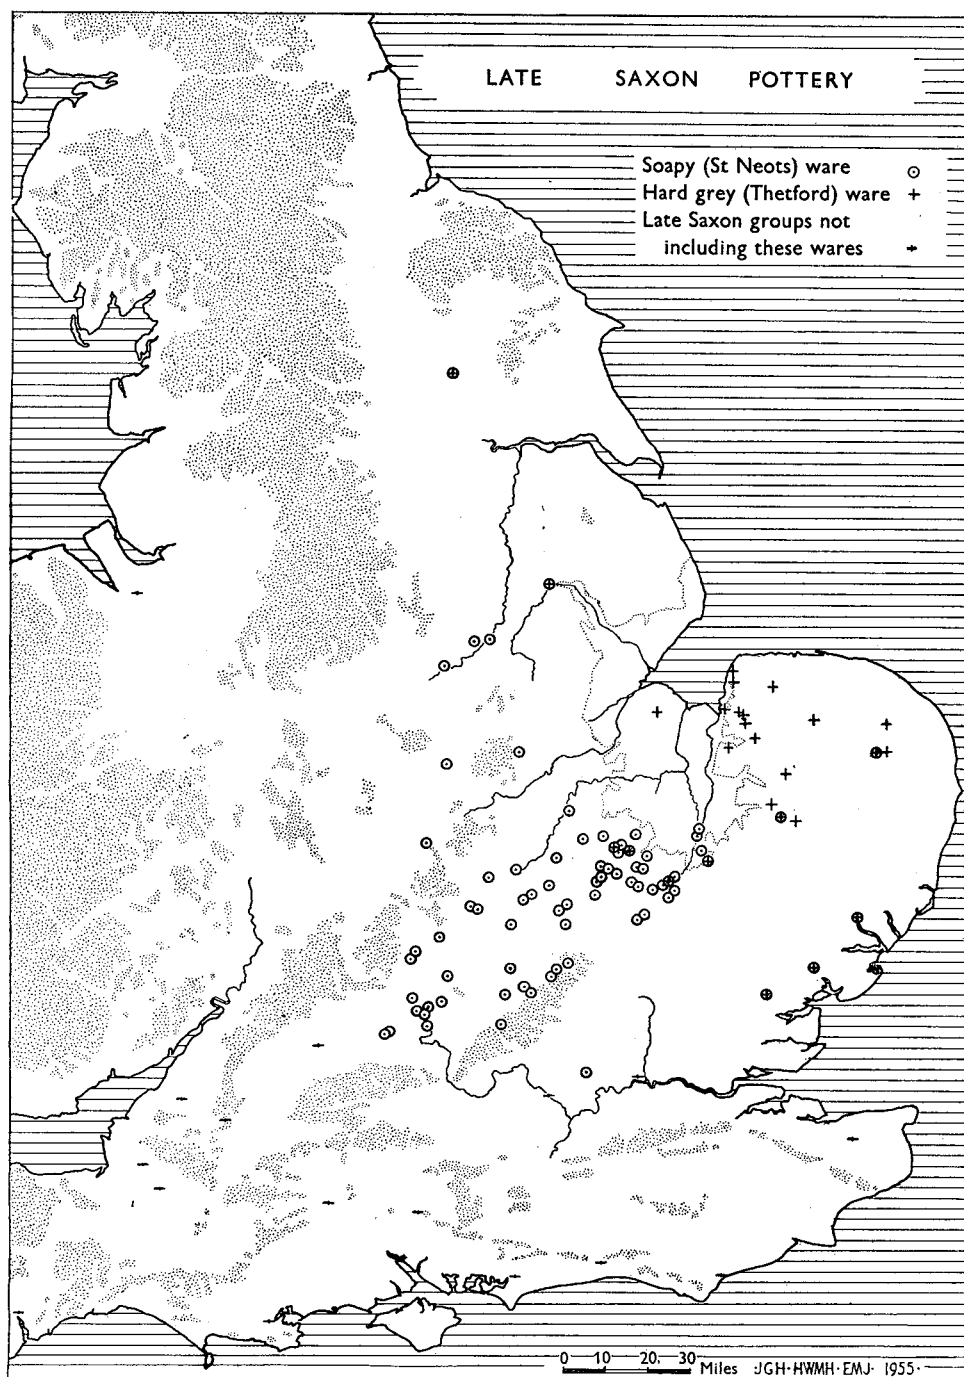 LATE SAXON POTTERY
Soapy (St Neots) ware
Hard grey (Thetford) ware
Late Saxon groups not
including these wares
0 10 20 30 Miles :JGH·HWMH·EMJ· 1955·